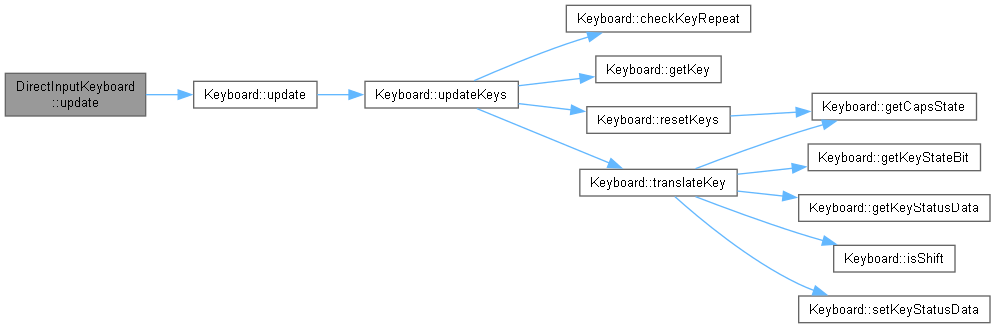 DirectInputKeyboard
::update
Keyboard::update
Keyboard::updateKeys
Keyboard::checkKeyRepeat
Keyboard::getKey
Keyboard::resetKeys
Keyboard::translateKey
Keyboard::getCapsState
Keyboard::getKeyStateBit
Keyboard::getKeyStatusData
Keyboard::isShift
Keyboard::setKeyStatusData